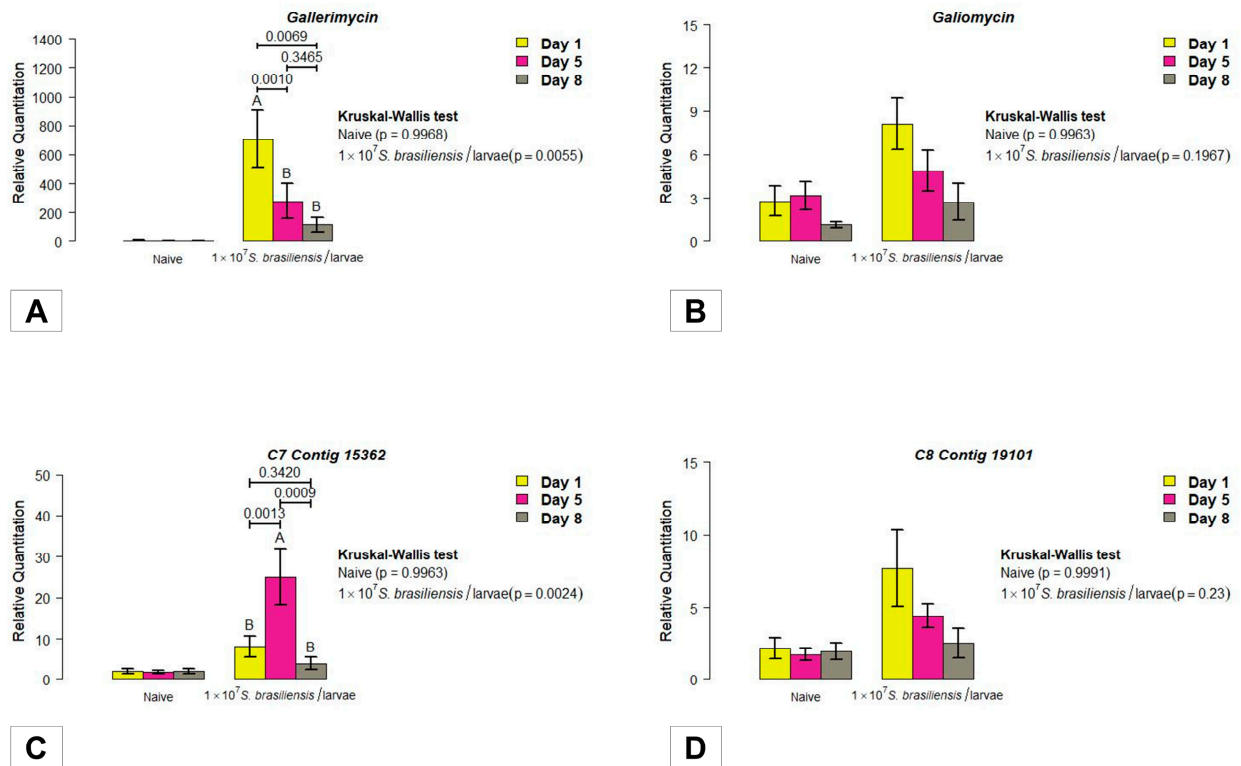 Gallerimycin
Relative Quantitation
1400
1200
1000
800
600
400
200
0
0.0069
0.3465
0.0010
A
B
B
Day 1
Day 5
Day 8
Kruskal-Wallis test
Naive (p = 0.9968)
1 × 10⁷ S. brasiliensis / larvae(p = 0.0055)
Naive
1 × 10⁷ S. brasiliensis / larvae
A
Galiomycin
Relative Quantitation
15
12
9
6
3
0
Day 1
Day 5
Day 8
Kruskal-Wallis test
Naive (p = 0.9963)
1 × 10⁷ S. brasiliensis / larvae(p = 0.1967)
Naive
1 × 10⁷ S. brasiliensis / larvae
B
C7 Contig 15362
Relative Quantitation
50
40
30
20
10
0
0.3420
0.0009
0.0013
B
A
B
Day 1
Day 5
Day 8
Kruskal-Wallis test
Naive (p = 0.9963)
1 × 10⁷ S. brasiliensis / larvae(p = 0.0024)
Naive
1 × 10⁷ S. brasiliensis / larvae
C
C8 Contig 19101
Relative Quantitation
15
10
5
0
Day 1
Day 5
Day 8
Kruskal-Wallis test
Naive (p = 0.9991)
1 × 10⁷ S. brasiliensis / larvae(p = 0.23)
Naive
1 × 10⁷ S. brasiliensis / larvae
D